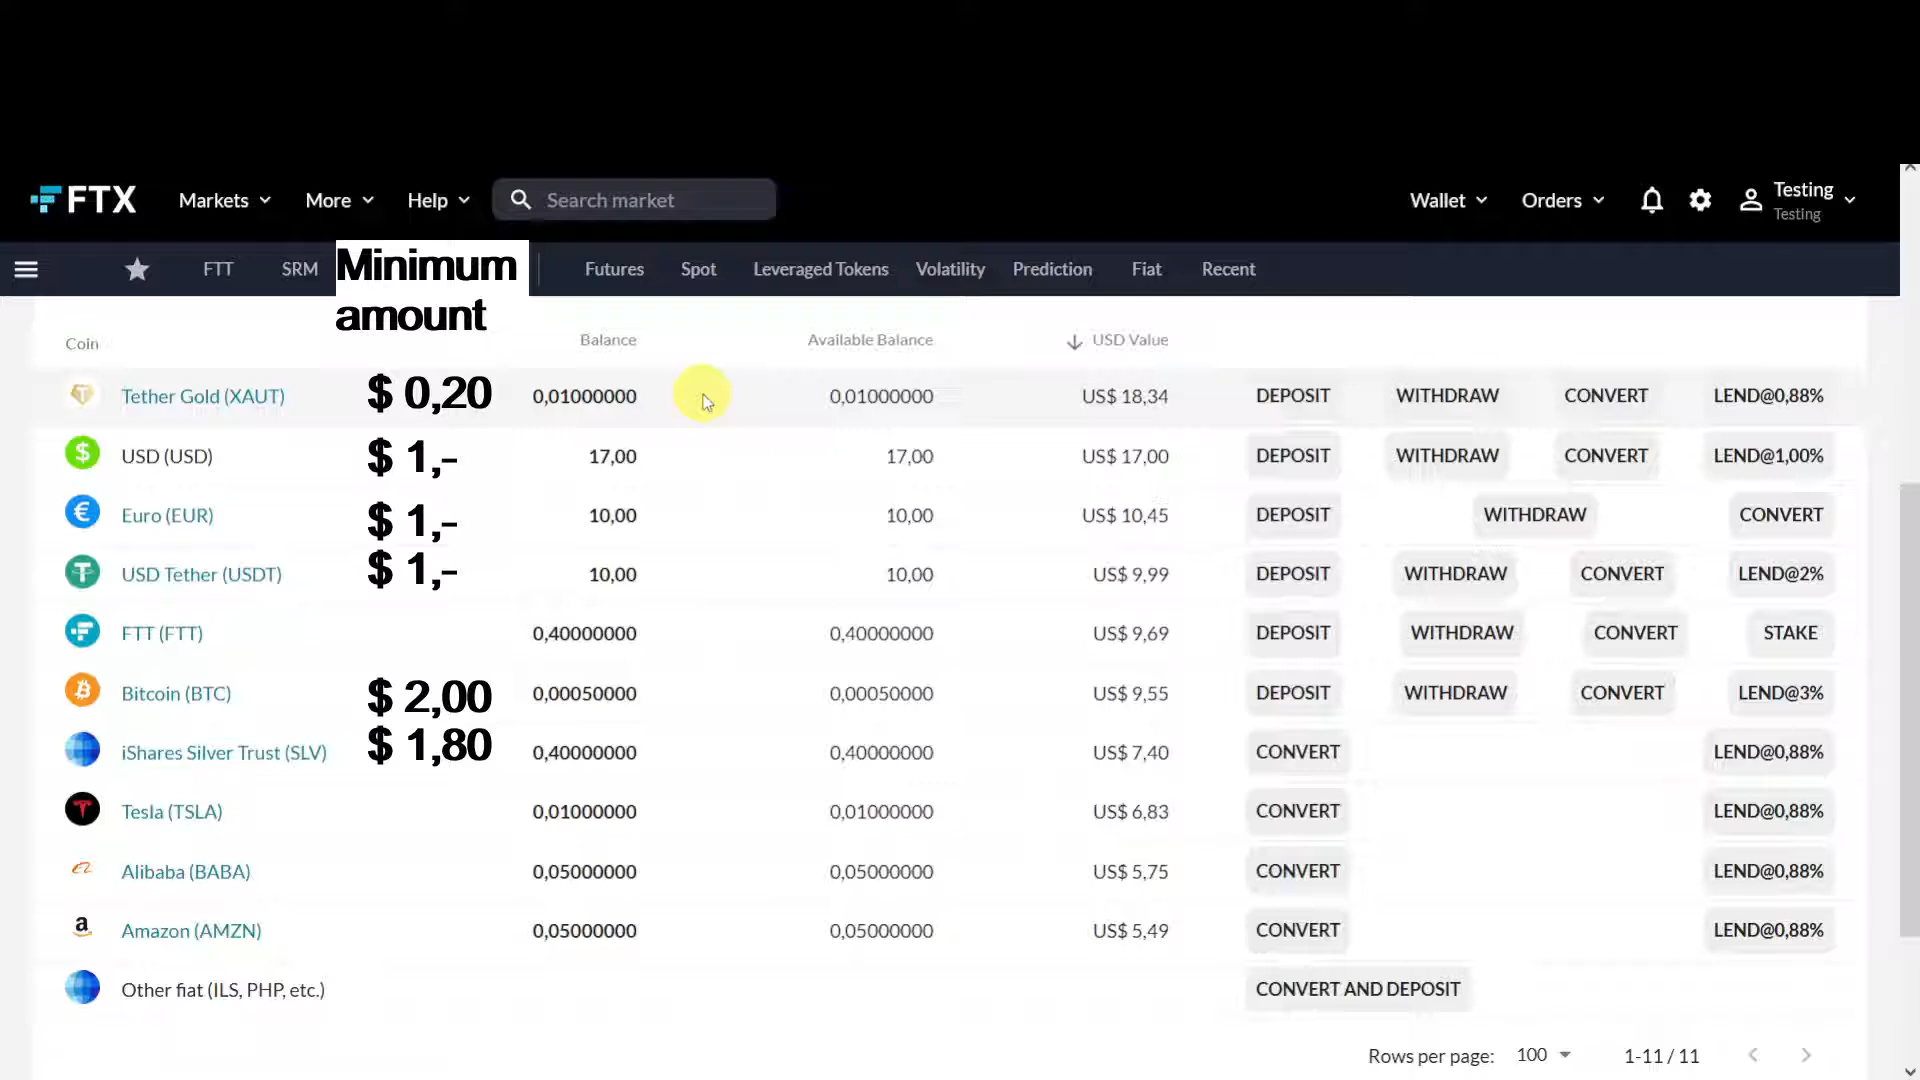 FTX Markets More Help Search market Wallet Orders Testing
Testing
FTT SRM Minimum Futures Spot Leveraged Tokens Volatility Prediction Fiat Recent
amount
Coin Balance Available Balance USD Value
Tether Gold (XAUT) $ 0,20 0,01000000 0,01000000 US$ 18,34 DEPOSIT WITHDRAW CONVERT LEND@0,88%
USD (USD) $ 1,- 17,00 17,00 US$ 17,00 DEPOSIT WITHDRAW CONVERT LEND@1,00%
Euro (EUR) $ 1,- 10,00 10,00 US$ 10,45 DEPOSIT WITHDRAW CONVERT
USD Tether (USDT) $ 1,- 10,00 10,00 US$ 9,99 DEPOSIT WITHDRAW CONVERT LEND@2%
FTT (FTT) 0,40000000 0,40000000 US$ 9,69 DEPOSIT WITHDRAW CONVERT STAKE
Bitcoin (BTC) $ 2,00 0,00050000 0,00050000 US$ 9,55 DEPOSIT WITHDRAW CONVERT LEND@3%
iShares Silver Trust (SLV) $ 1,80 0,40000000 0,40000000 US$ 7,40 CONVERT LEND@0,88%
Tesla (TSLA) 0,01000000 0,01000000 US$ 6,83 CONVERT LEND@0,88%
Alibaba (BABA) 0,05000000 0,05000000 US$ 5,75 CONVERT LEND@0,88%
Amazon (AMZN) 0,05000000 0,05000000 US$ 5,49 CONVERT LEND@0,88%
Other fiat (ILS, PHP, etc.) CONVERT AND DEPOSIT
Rows per page: 100 1-11 / 11